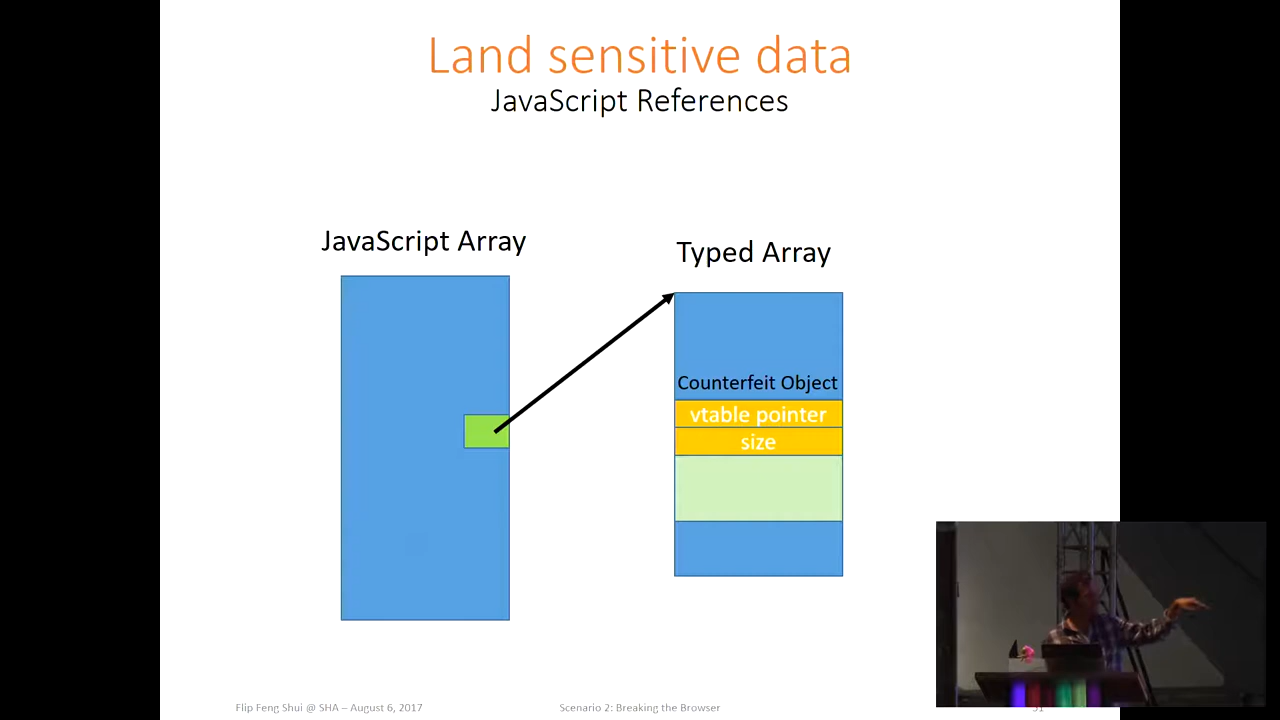 Land sensitive data
JavaScript References
JavaScript Array
Typed Array
Counterfeit Object
vtable pointer
size
Flip Feng Shui @ SHA – August 6, 2017
Scenario 2: Breaking the Browser